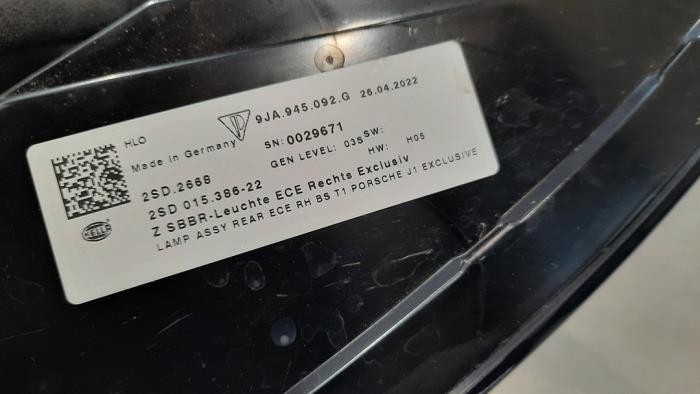 HLO
9JA.945.092.G 26.04.2022
Made in Germany
SN: 0029671
GEN LEVEL: 03S SW:
HW: H05
2SD.2668
2SD 015.386-22
Z SBBR-Leuchte ECE Rechts Exclusiv
LAMP ASSY REAR ECE RH BS T1 PORSCHE J1 EXCLUSIVE
HELLA